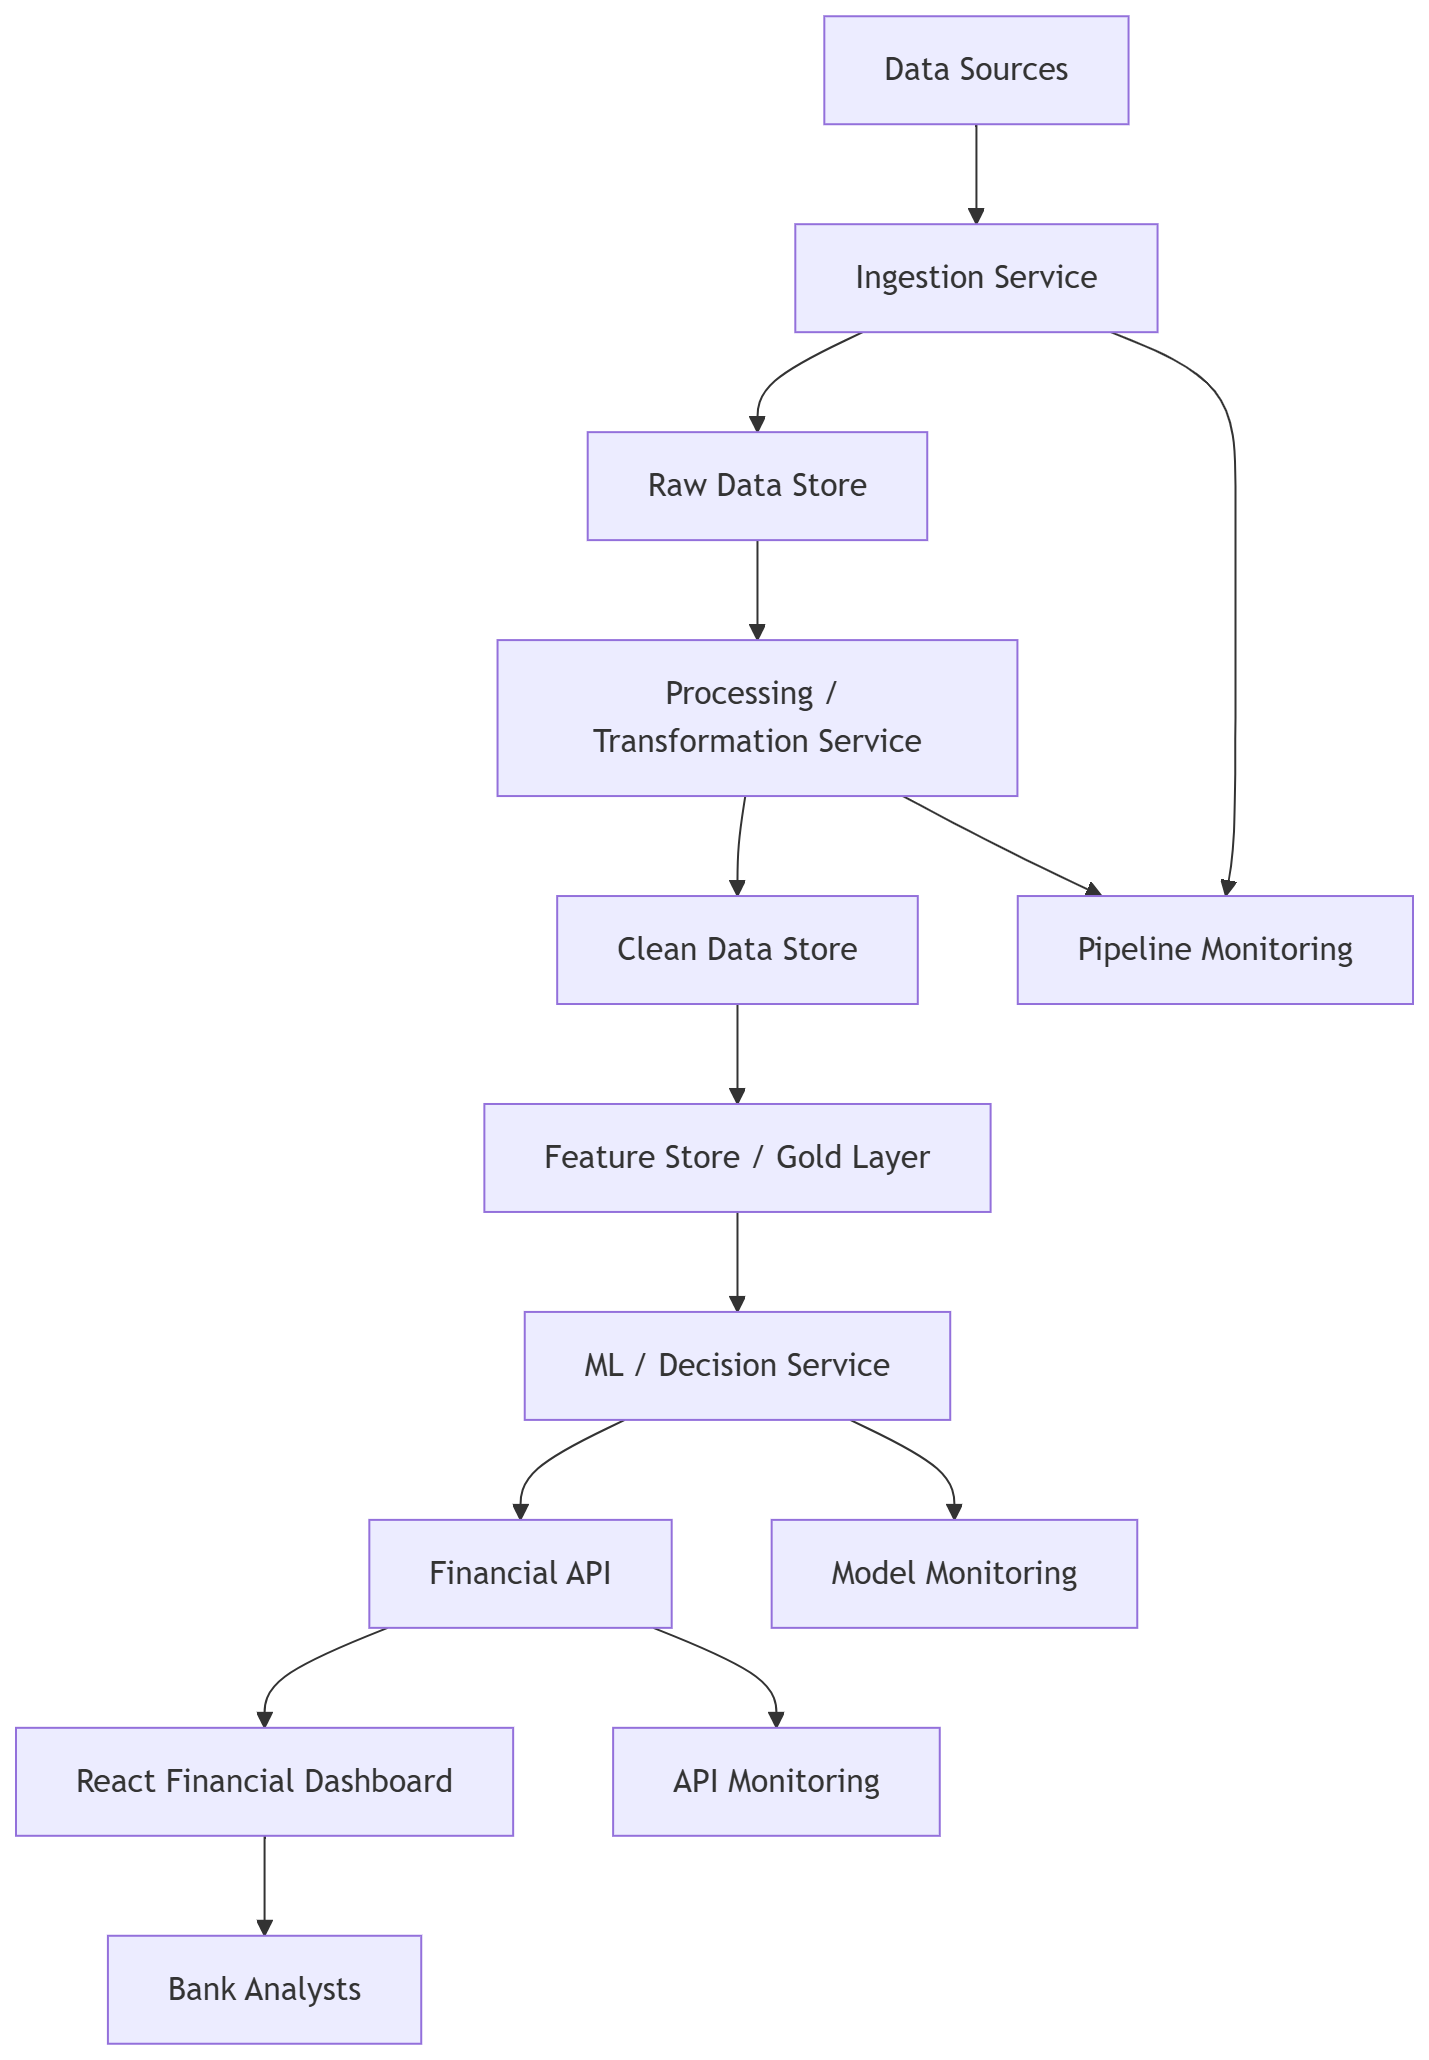 Data Sources
Ingestion Service
Raw Data Store
Processing /
Transformation Service
Clean Data Store
Pipeline Monitoring
Feature Store / Gold Layer
ML / Decision Service
Financial API
Model Monitoring
React Financial Dashboard
API Monitoring
Bank Analysts